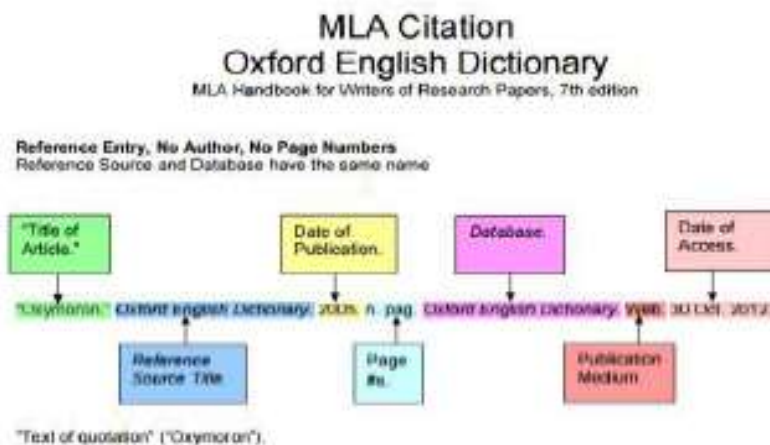 MLA Citation
Oxford English Dictionary
MLA Handbook for Writers of Research Papers, 7th edition
Reference Entry, No Author, No Page Numbers
Reference Source and Database have the same name
"Title of
Article."
Date of
Publication.
Database.
Date of
Access.
"Oxymoron." Oxford English Dictionary. 2005. n. pag. Oxford English Dictionary. Web. 30 Oct. 2012.
Reference
Source Title.
Page
#s.
Publication
Medium
"Text of quotation" ("Oxymoron").